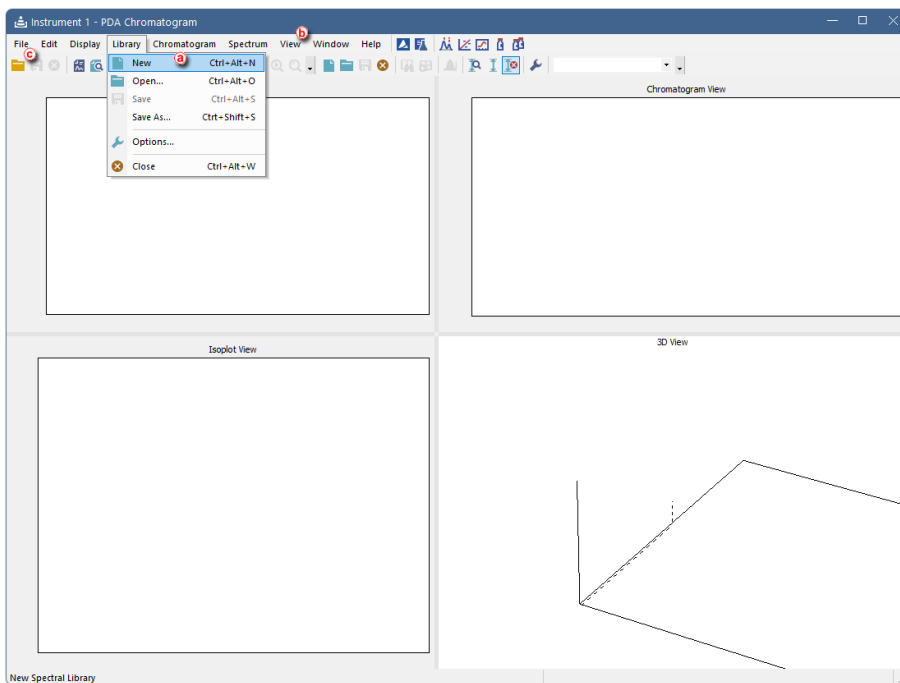 Instrument 1 - PDA Chromatogram
b
File Edit Display Library Chromatogram Spectrum View Window Help
c
a
New Ctrl+Alt+N
Open... Ctrl+Alt+O
Save Ctrl+Alt+S
Save As... Ctrt+Shift+S
Options...
Close Ctrl+Alt+W
Chromatogram View
Isoplot View
3D View
New Spectral Library